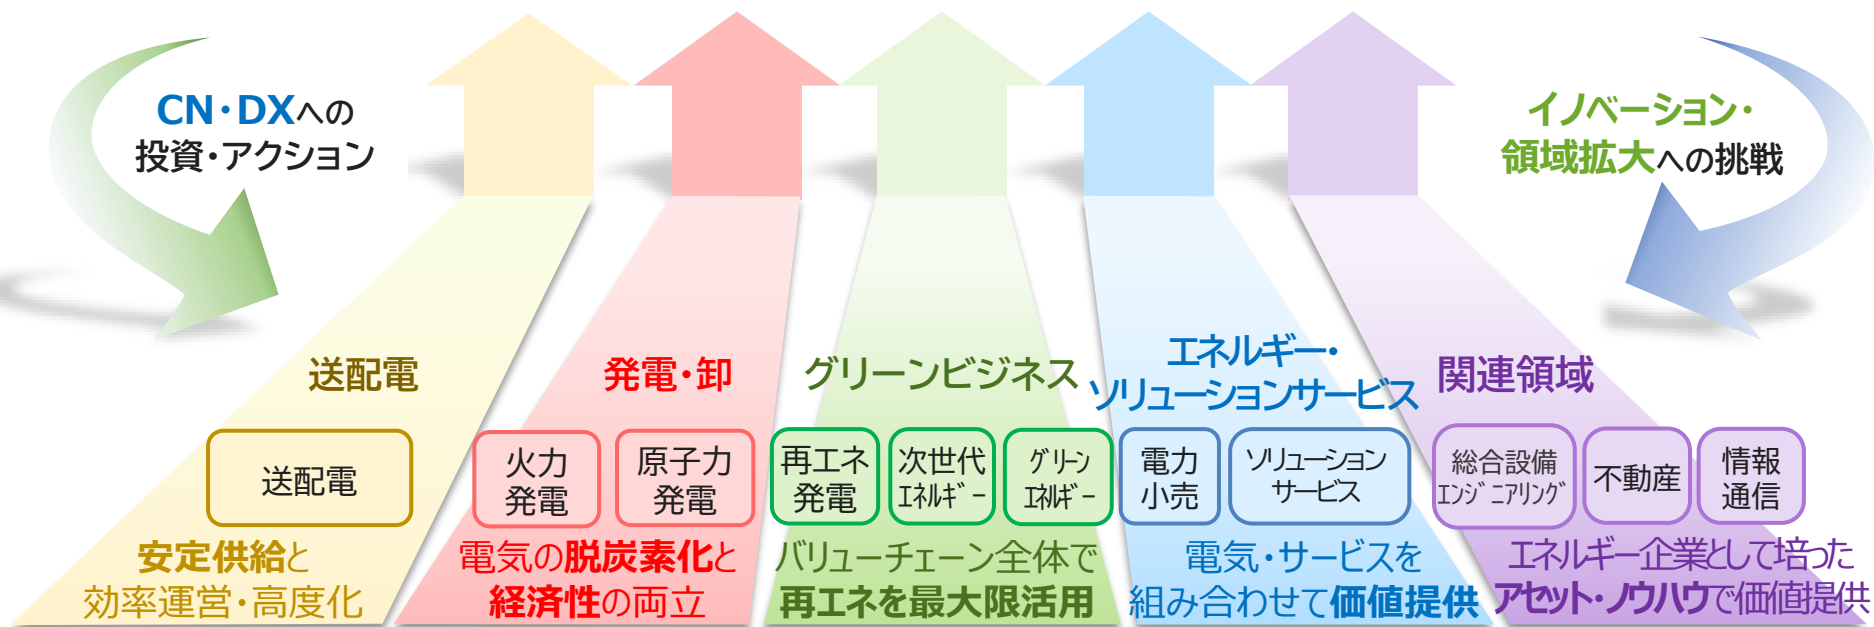 CN・DXへの
投資・アクション
イノベーション・
領域拡大への挑戦
送配電
送配電
安定供給と
効率運営・高度化
発電・卸
火力
発電
原子力
発電
電気の脱炭素化と
経済性の両立
グリーンビジネス
再エネ
発電
次世代
ｴﾈﾙｷﾞｰ
ｸﾞﾘｰﾝ
ｴﾈﾙｷﾞｰ
バリューチェーン全体で
再エネを最大限活用
エネルギー・
ソリューションサービス
電力
小売
ソリューション
サービス
電気・サービスを
組み合わせて価値提供
関連領域
総合設備
ｴﾝｼﾞﾆｱﾘﾝｸﾞ
不動産
情報
通信
エネルギー企業として培った
アセット・ノウハウで価値提供